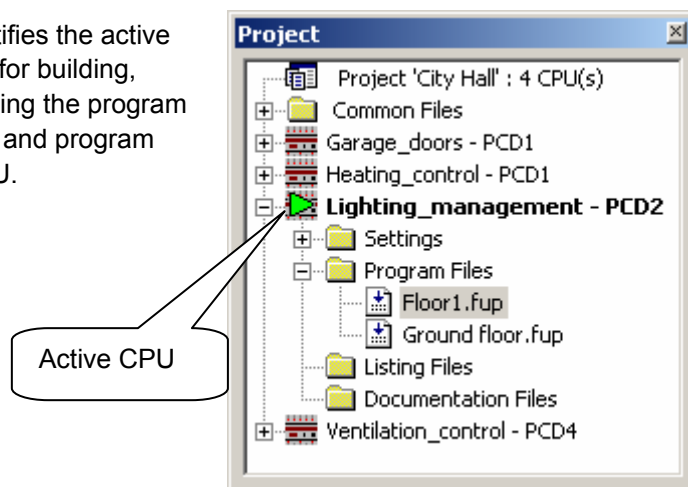 tifies the active
for building,
ing the program
and program
J.
Active CPU
Project
Project 'City Hall' : 4 CPU(s)
Common Files
Garage_doors - PCD1
Heating_control - PCD1
Lighting_management - PCD2
Settings
Program Files
Floor1.fup
Ground floor.fup
Listing Files
Documentation Files
Ventilation_control - PCD4